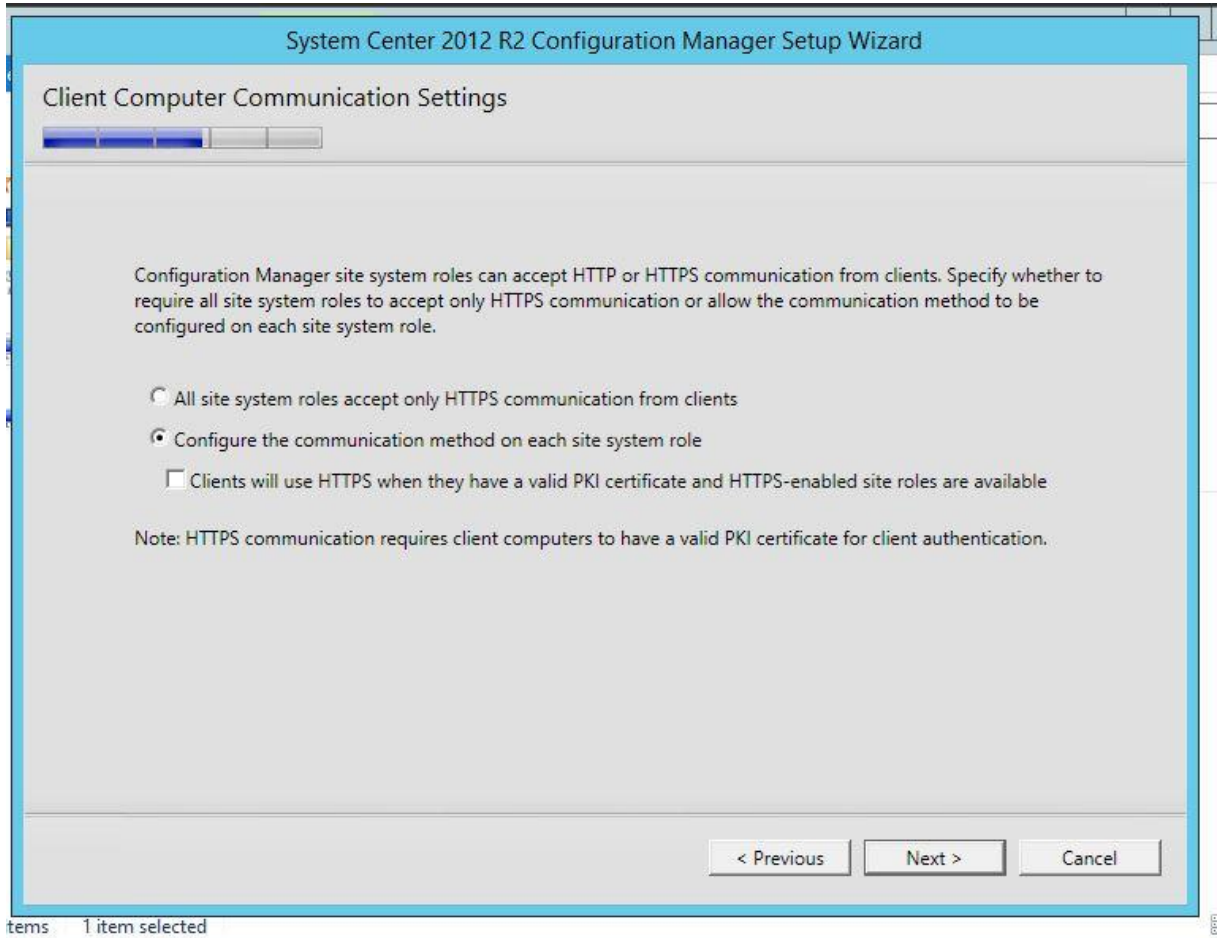 System Center 2012 R2 Configuration Manager Setup Wizard
Client Computer Communication Settings
Configuration Manager site system roles can accept HTTP or HTTPS communication from clients. Specify whether to
require all site system roles to accept only HTTPS communication or allow the communication method to be
configured on each site system role.
All site system roles accept only HTTPS communication from clients
Configure the communication method on each site system role
Clients will use HTTPS when they have a valid PKI certificate and HTTPS-enabled site roles are available
Note: HTTPS communication requires client computers to have a valid PKI certificate for client authentication.
< Previous Next > Cancel
tems 1 item selected